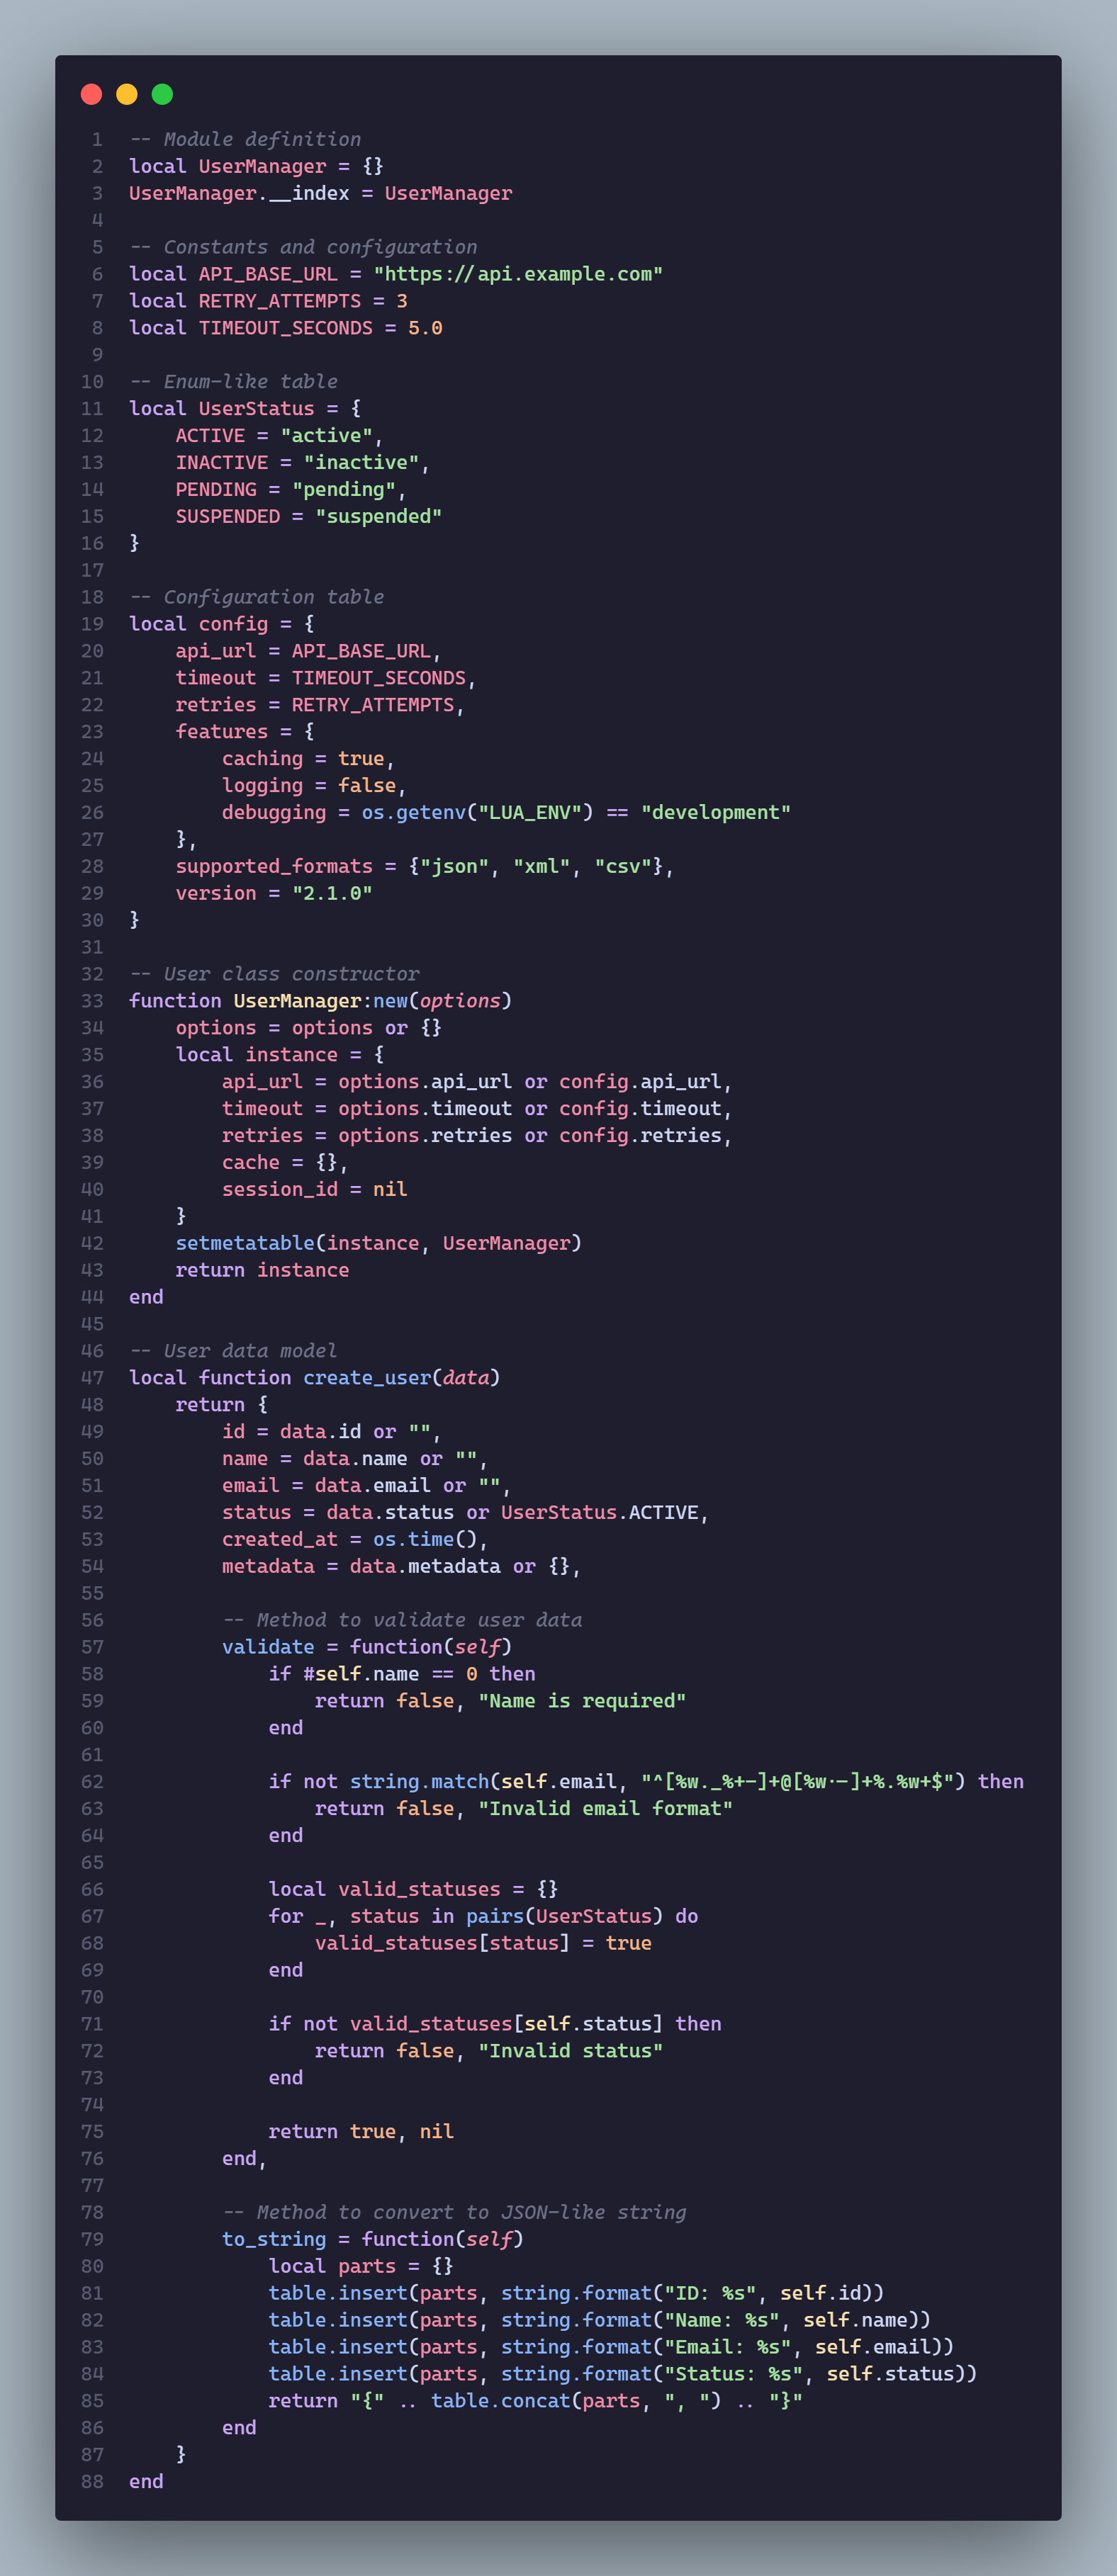 1 -- Module definition
2 local UserManager = {}
3 UserManager.__index = UserManager
4
5 -- Constants and configuration
6 local API_BASE_URL = "https://api.example.com"
7 local RETRY_ATTEMPTS = 3
8 local TIMEOUT_SECONDS = 5.0
9
10 -- Enum-like table
11 local UserStatus = {
12     ACTIVE = "active",
13     INACTIVE = "inactive",
14     PENDING = "pending",
15     SUSPENDED = "suspended"
16 }
17
18 -- Configuration table
19 local config = {
20     api_url = API_BASE_URL,
21     timeout = TIMEOUT_SECONDS,
22     retries = RETRY_ATTEMPTS,
23     features = {
24         caching = true,
25         logging = false,
26         debugging = os.getenv("LUA_ENV") == "development"
27     },
28     supported_formats = {"json", "xml", "csv"},
29     version = "2.1.0"
30 }
31
32 -- User class constructor
33 function UserManager:new(options)
34     options = options or {}
35     local instance = {
36         api_url = options.api_url or config.api_url,
37         timeout = options.timeout or config.timeout,
38         retries = options.retries or config.retries,
39         cache = {},
40         session_id = nil
41     }
42     setmetatable(instance, UserManager)
43     return instance
44 end
45
46 -- User data model
47 local function create_user(data)
48     return {
49         id = data.id or "",
50         name = data.name or "",
51         email = data.email or "",
52         status = data.status or UserStatus.ACTIVE,
53         created_at = os.time(),
54         metadata = data.metadata or {},
55
56         -- Method to validate user data
57         validate = function(self)
58             if #self.name == 0 then
59                 return false, "Name is required"
60             end
61
62             if not string.match(self.email, "^[%w._%+-]+@[%w.-]+%.%w+$") then
63                 return false, "Invalid email format"
64             end
65
66             local valid_statuses = {}
67             for _, status in pairs(UserStatus) do
68                 valid_statuses[status] = true
69             end
70
71             if not valid_statuses[self.status] then
72                 return false, "Invalid status"
73             end
74
75             return true, nil
76         end,
77
78         -- Method to convert to JSON-like string
79         to_string = function(self)
80             local parts = {}
81             table.insert(parts, string.format("ID: %s", self.id))
82             table.insert(parts, string.format("Name: %s", self.name))
83             table.insert(parts, string.format("Email: %s", self.email))
84             table.insert(parts, string.format("Status: %s", self.status))
85             return "{" .. table.concat(parts, ", ") .. "}"
86         end
87     }
88 end